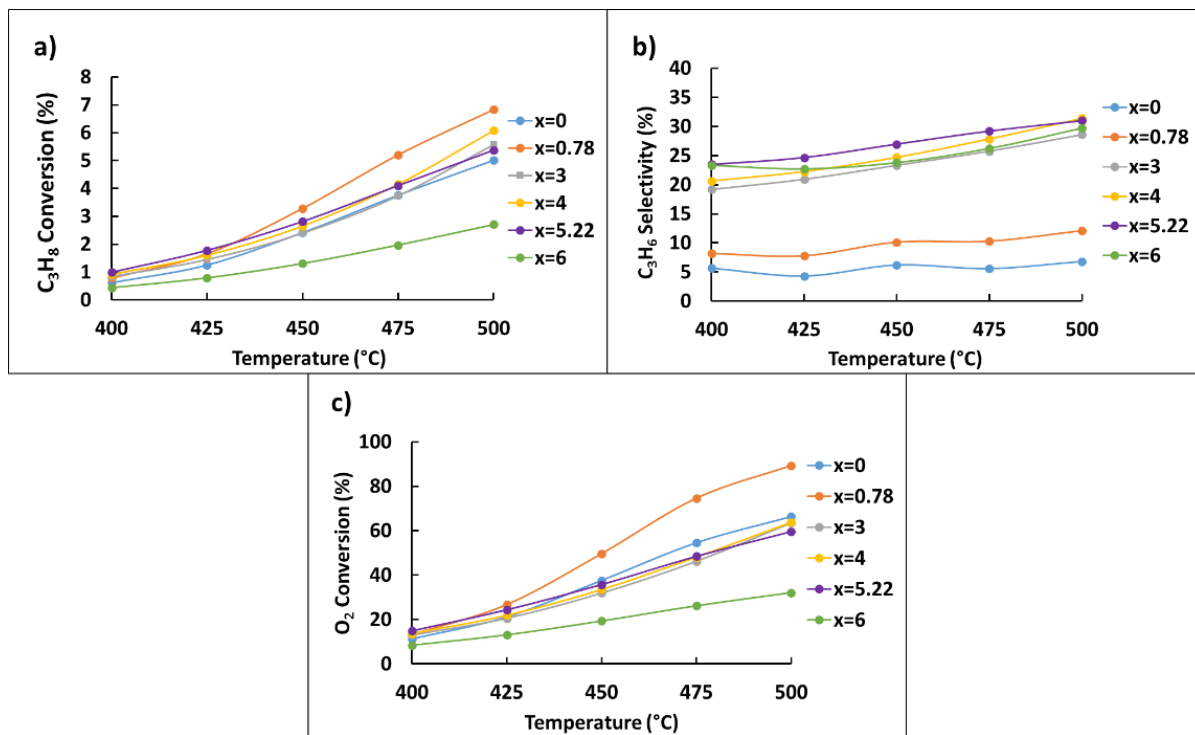 a)
C₃H₈ Conversion (%)
8
7
6
5
4
3
2
1
0
400 425 450 475 500
Temperature (°C)
x=0
x=0.78
x=3
x=4
x=5.22
x=6
b)
C₃H₆ Selectivity (%)
40
35
30
25
20
15
10
5
0
400 425 450 475 500
Temperature (°C)
x=0
x=0.78
x=3
x=4
x=5.22
x=6
c)
O₂ Conversion (%)
100
80
60
40
20
0
400 425 450 475 500
Temperature (°C)
x=0
x=0.78
x=3
x=4
x=5.22
x=6